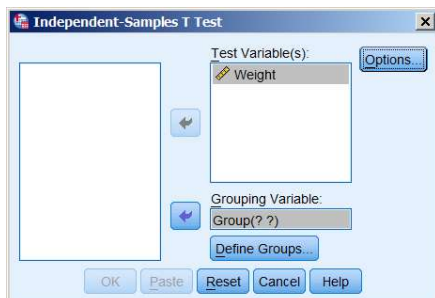 Independent-Samples T Test
Test Variable(s):
Weight
Options...
Grouping Variable:
Group(? ?)
Define Groups...
OK Paste Reset Cancel Help